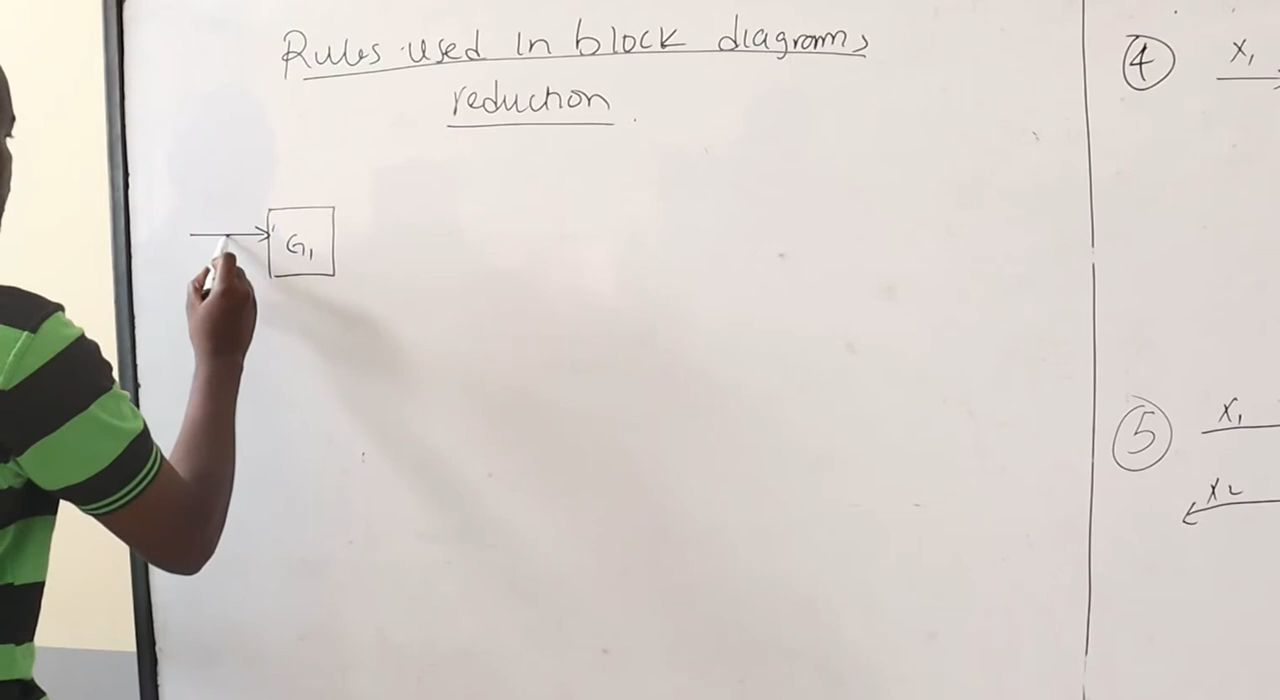 Rules used in block diagrams
reduction.
G₁
④ X₁
⑤ X₁
X₂